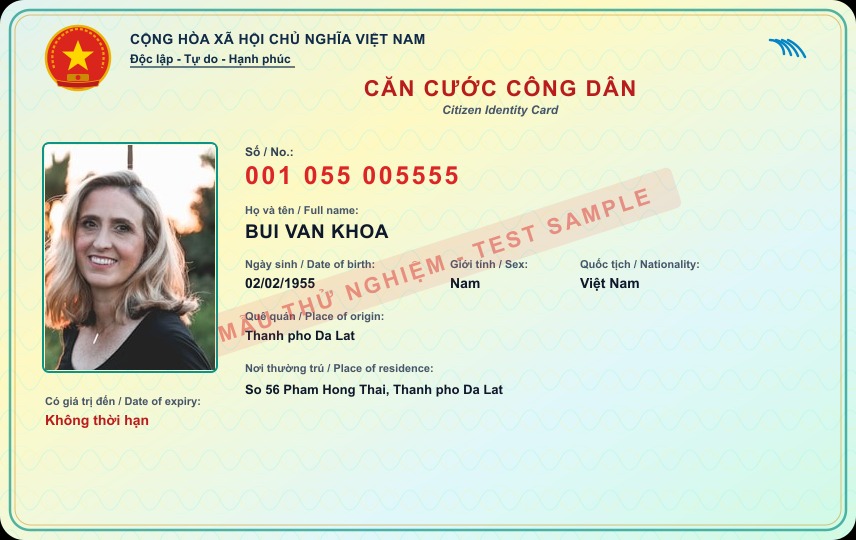 CỘNG HÒA XÃ HỘI CHỦ NGHĨA VIỆT NAM
Độc lập - Tự do - Hạnh phúc
CĂN CƯỚC CÔNG DÂN
Citizen Identity Card
Số / No.:
001 055 005555
Họ và tên / Full name:
BUI VAN KHOA
Ngày sinh / Date of birth: Giới tính / Sex: Quốc tịch / Nationality:
02/02/1955 Nam Việt Nam
MẪU THỬ NGHIỆM - TEST SAMPLE
Quê quán / Place of origin:
Thanh pho Da Lat
Nơi thường trú / Place of residence:
So 56 Pham Hong Thai, Thanh pho Da Lat
Có giá trị đến / Date of expiry:
Không thời hạn